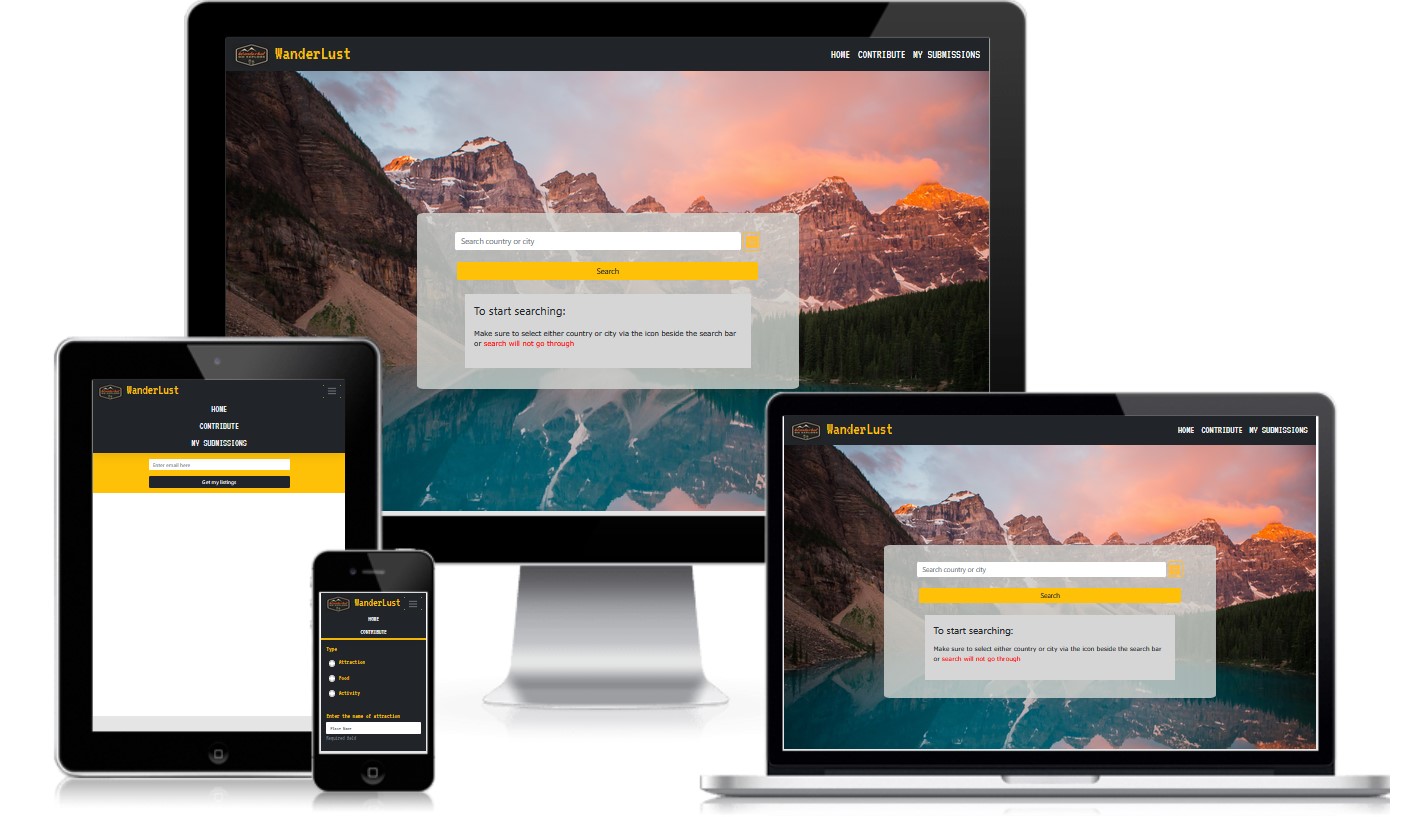 WanderLust
HOME CONTRIBUTE MY SUBMISSIONS
Search country or city
Search
To start searching:
Make sure to select either country or city via the icon beside the search bar
or search will not go through
WanderLust
HOME
CONTRIBUTE
MY SUBMISSIONS
Enter email here
Get my listings
WanderLust
HOME
CONTRIBUTE
Type
Attraction
Food
Activity
Enter the name of attraction
Place Name
Required field
WanderLust
HOME CONTRIBUTE MY SUBMISSIONS
Search country or city
Search
To start searching:
Make sure to select either country or city via the icon beside the search bar
or search will not go through